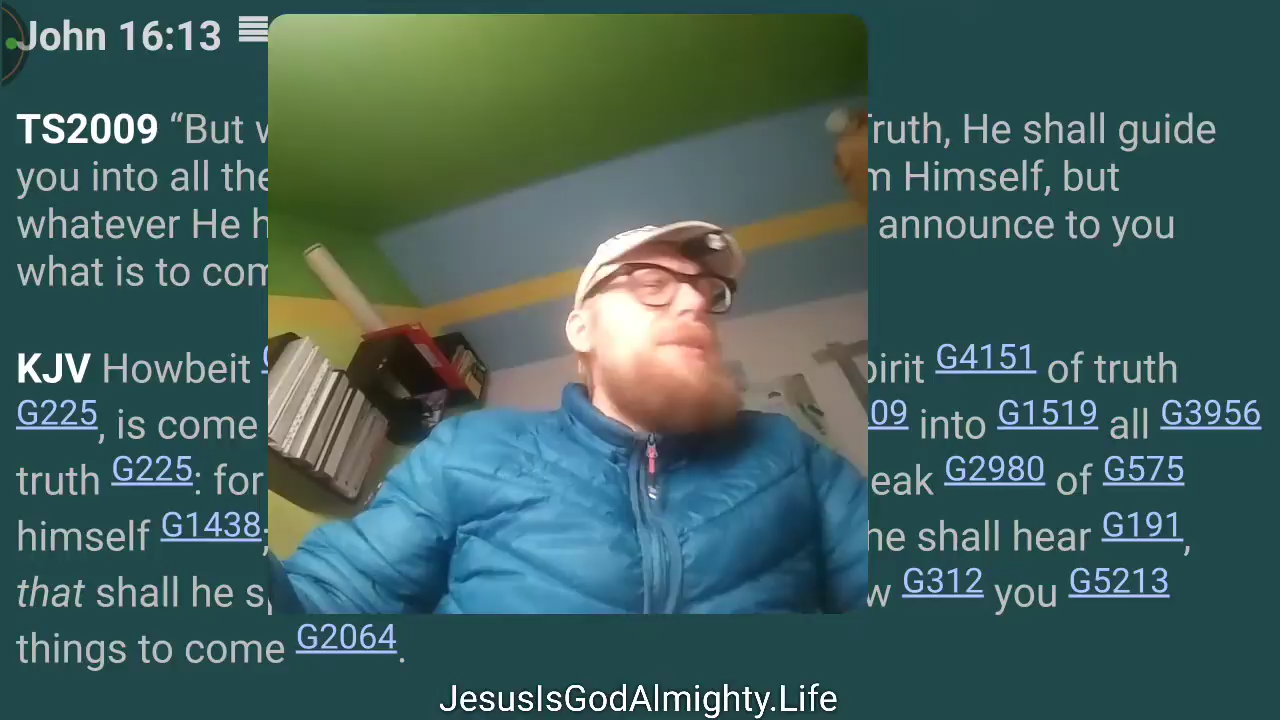 John 16:13
TS2009 “But Truth, He shall guide
you into all the Himself, but
whatever He announce to you
what is to com
KJV Howbeit G4151 of truth
G225, is come 09 into G1519 all G3956
truth G225: for eak G2980 of G575
himself G1438; he shall hear G191,
that shall he G312 you G5213
things to come G2064.
JesusIsGodAlmighty.Life